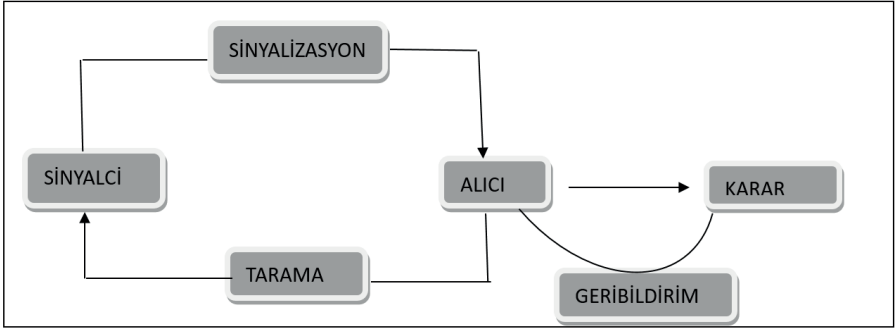 SİNYALİZASYON
SİNYALCİ
ALICI
KARAR
TARAMA
GERİBİLDİRİM